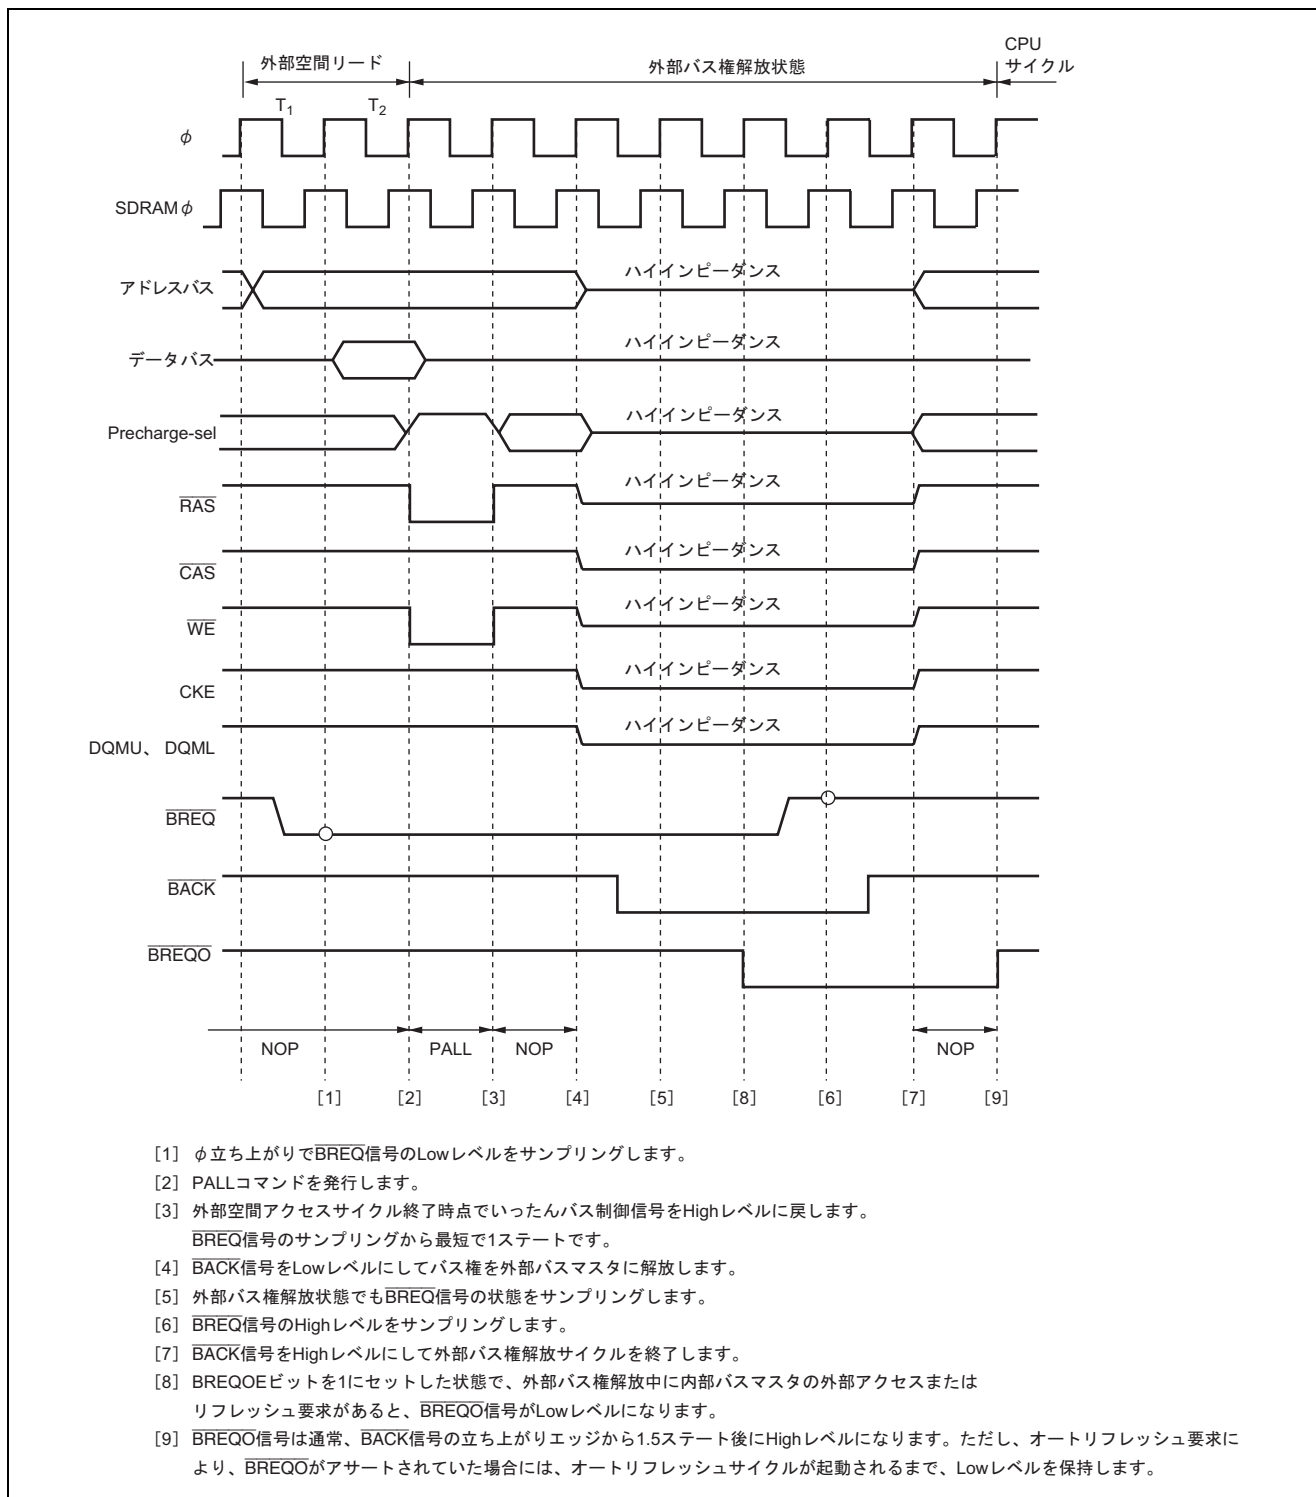 外部空間リード
外部バス権解放状態
CPU
サイクル
T1
T2
φ
SDRAMφ
アドレスバス
ハイインピーダンス
データバス
ハイインピーダンス
Precharge-sel
ハイインピーダンス
RAS
ハイインピーダンス
CAS
ハイインピーダンス
WE
ハイインピーダンス
CKE
ハイインピーダンス
DQMU、 DQML
ハイインピーダンス
BREQ
BACK
BREQO
NOP PALL NOP NOP
[1] [2] [3] [4] [5] [8] [6] [7] [9]
[1] φ立ち上がりでBREQ信号のLowレベルをサンプリングします。
[2] PALLコマンドを発行します。
[3] 外部空間アクセスサイクル終了時点でいったんバス制御信号をHighレベルに戻します。
BREQ信号のサンプリングから最短で1ステートです。
[4] BACK信号をLowレベルにしてバス権を外部バスマスタに解放します。
[5] 外部バス権解放状態でもBREQ信号の状態をサンプリングします。
[6] BREQ信号のHighレベルをサンプリングします。
[7] BACK信号をHighレベルにして外部バス権解放サイクルを終了します。
[8] BREQOEビットを1にセットした状態で、外部バス権解放中に内部バスマスタの外部アクセスまたは
リフレッシュ要求があると、BREQO信号がLowレベルになります。
[9] BREQO信号は通常、BACK信号の立ち上がりエッジから1.5ステート後にHighレベルになります。ただし、オートリフレッシュ要求に
より、BREQOがアサートされていた場合には、オートリフレッシュサイクルが起動されるまで、Lowレベルを保持します。